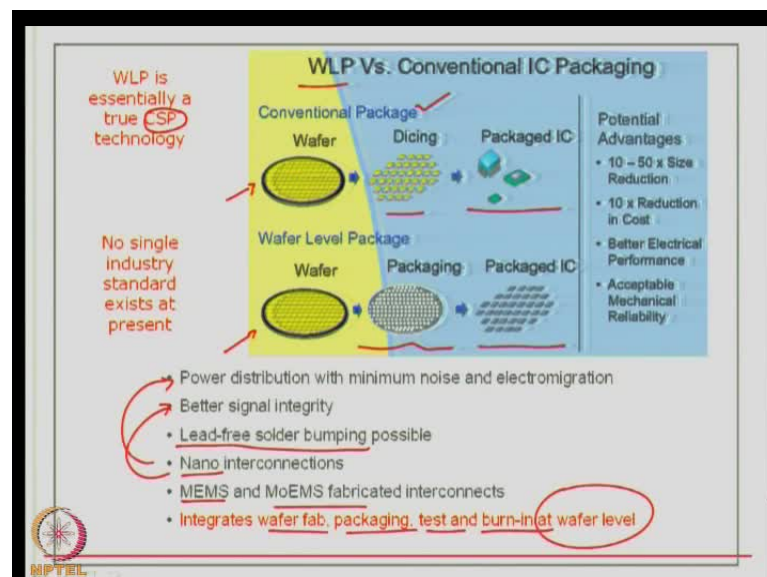 WLP Vs. Conventional IC Packaging
WLP is
essentially a
true CSP
technology
No single
industry
standard
exists at
present
Conventional Package
Wafer
Dicing
Packaged IC
Wafer Level Package
Wafer
Packaging
Packaged IC
Potential
Advantages
• 10 – 50 x Size
Reduction
• 10 x Reduction
in Cost
• Better Electrical
Performance
• Acceptable
Mechanical
Reliability
• Power distribution with minimum noise and electromigration
• Better signal integrity
• Lead-free solder bumping possible
• Nano interconnections
• MEMS and MoEMS fabricated interconnects
• Integrates wafer fab, packaging, test and burn-in at wafer level
NPTEL